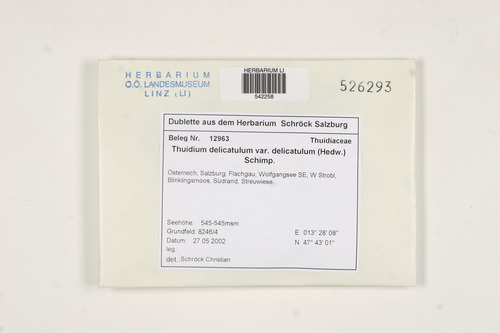 HERBARIUM
O.Ö. LANDESMUSEUM
LINZ (LI)
HERBARIUM LI
542258
526293
Dublette aus dem Herbarium Schröck Salzburg
Beleg Nr. 12963 Thuidiaceae
Thuidium delicatulum var. delicatulum (Hedw.)
Schimp.
Österreich, Salzburg, Flachgau, Wolfgangsee SE, W Strobl,
Blinklingmoos, Südrand, Streuwiese.
Seehöhe: 545-545msm
Grundfeld: 8246/4 E 013° 28' 08"
Datum: 27.05.2002 N 47° 43' 01"
leg.:
det.: Schröck Christian